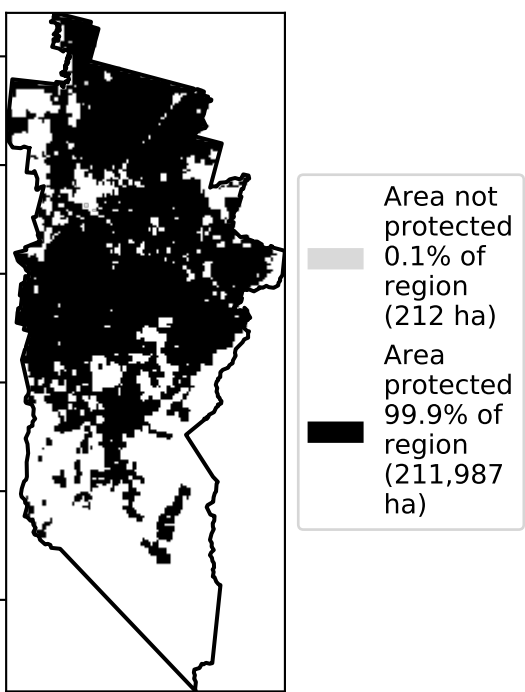 Area not
protected
0.1% of
region
(212 ha)
Area
protected
99.9% of
region
(211,987
ha)